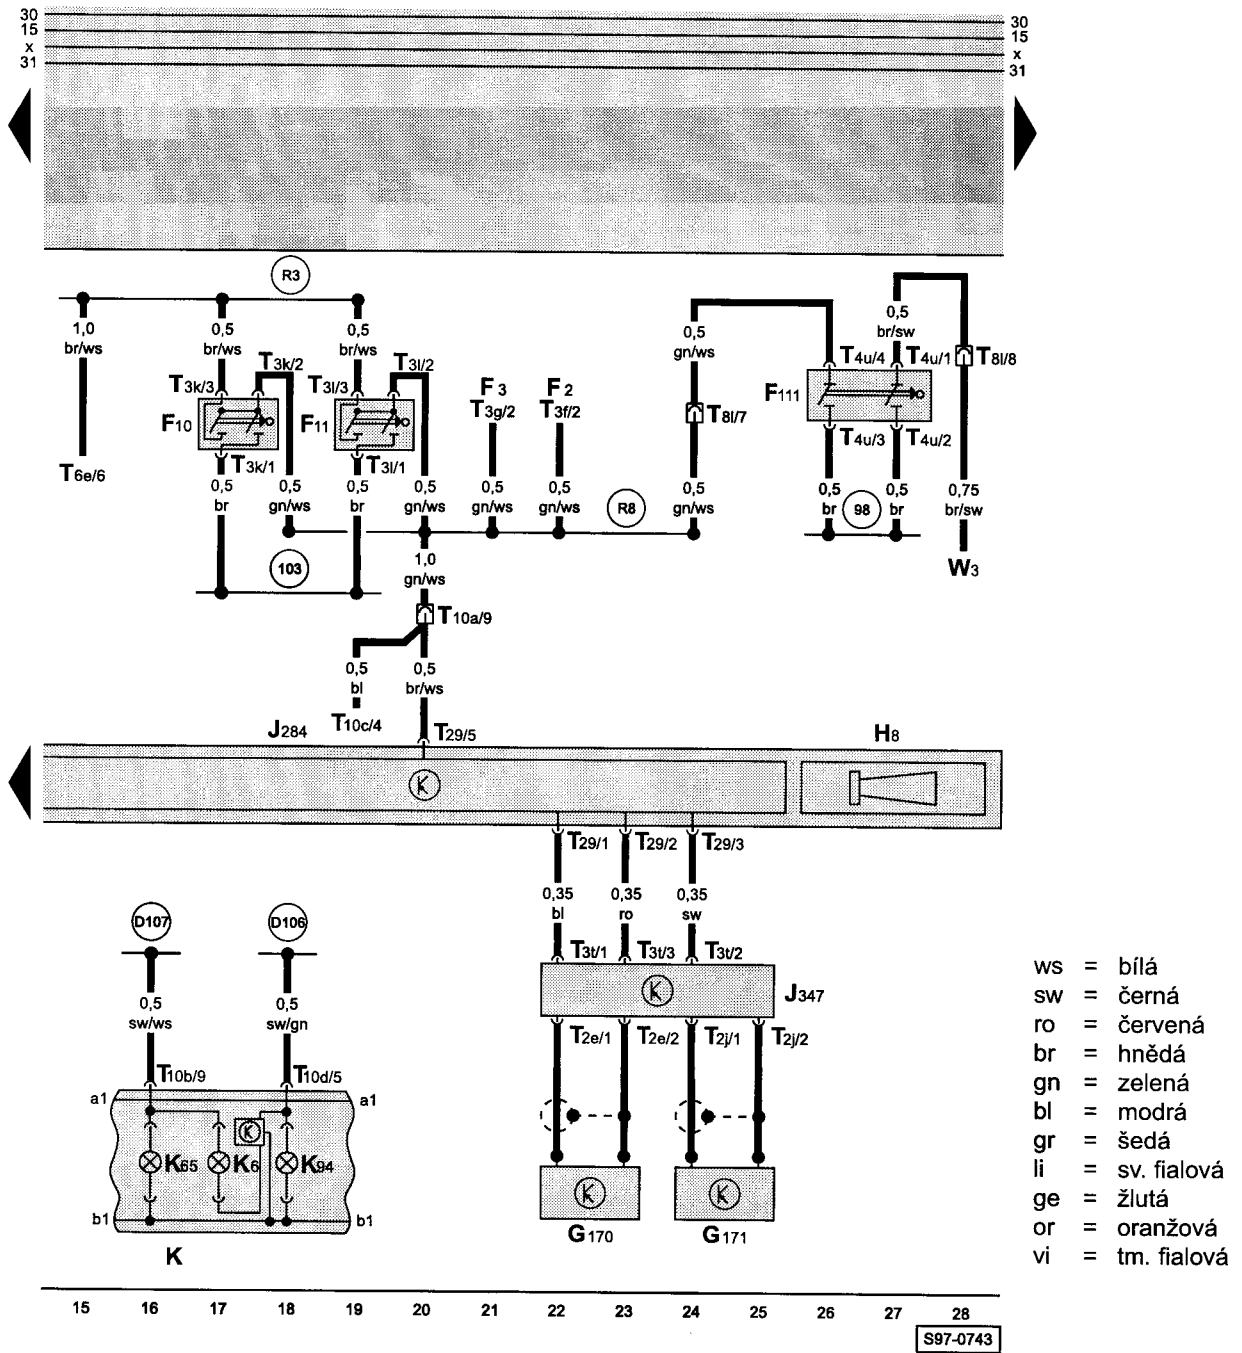 30 30
15 15
x x
31 31
R3
1,0 0,5 0,5 0,5 0,5
br/ws br/ws br/ws gn/ws br/sw
T3k/2 T3l/2 T4u/4 T4u/1 T8l/8
T3k/3 T3l/3 F3 F2 F111
F10 F11 T3g/2 T3f/2 T8l/7
T3k/1 T3l/1 T4u/3 T4u/2
T6e/6
0,5 0,5 0,5 0,5 0,5 0,5 0,5 0,5 0,5 0,75
br gn/ws br gn/ws gn/ws gn/ws R8 gn/ws br 98 br br/sw
103 1,0 W3
gn/ws
T10a/9
0,5 0,5
bl br/ws
T10c/4
J284 T29/5 H8
T29/1 T29/2 T29/3
0,35 0,35 0,35
bl ro sw
D107 D106
T3t/1 T3t/3 T3t/2
J347
0,5 0,5
sw/ws sw/gn
T2e/1 T2e/2 T2j/1 T2j/2
T10b/9 T10d/5
a1 a1
K65 K6 K94
b1 b1
G170 G171
K
ws = bílá
sw = černá
ro = červená
br = hnědá
gn = zelená
bl = modrá
gr = šedá
li = sv. fialová
ge = žlutá
or = oranžová
vi = tm. fialová
15 16 17 18 19 20 21 22 23 24 25 26 27 28
S97-0743